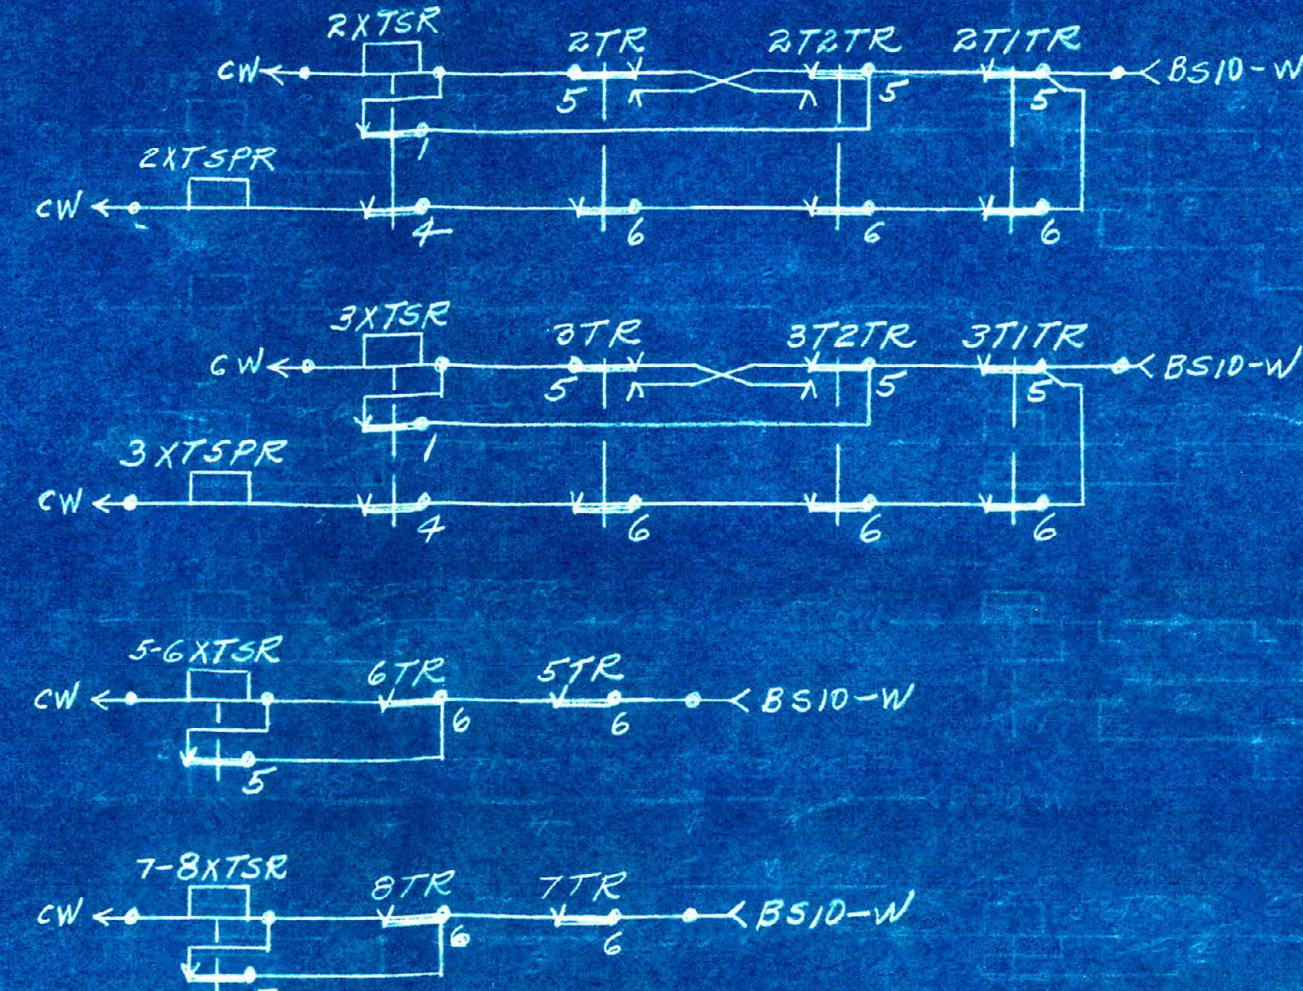 2XTSR 2TR 2T2TR 2T1TR
CW BS10-W
5 5 5
1
2XTSPR
CW
4 6 6 6
3XTSR 3TR 3T2TR 3T1TR
CW BS10-W
5 5 5
1
3XTSPR
CW
4 6 6 6
5-6XTSR 6TR 5TR
CW BS10-W
6 6
5
7-8XTSR 8TR 7TR
CW BS10-W
6 6